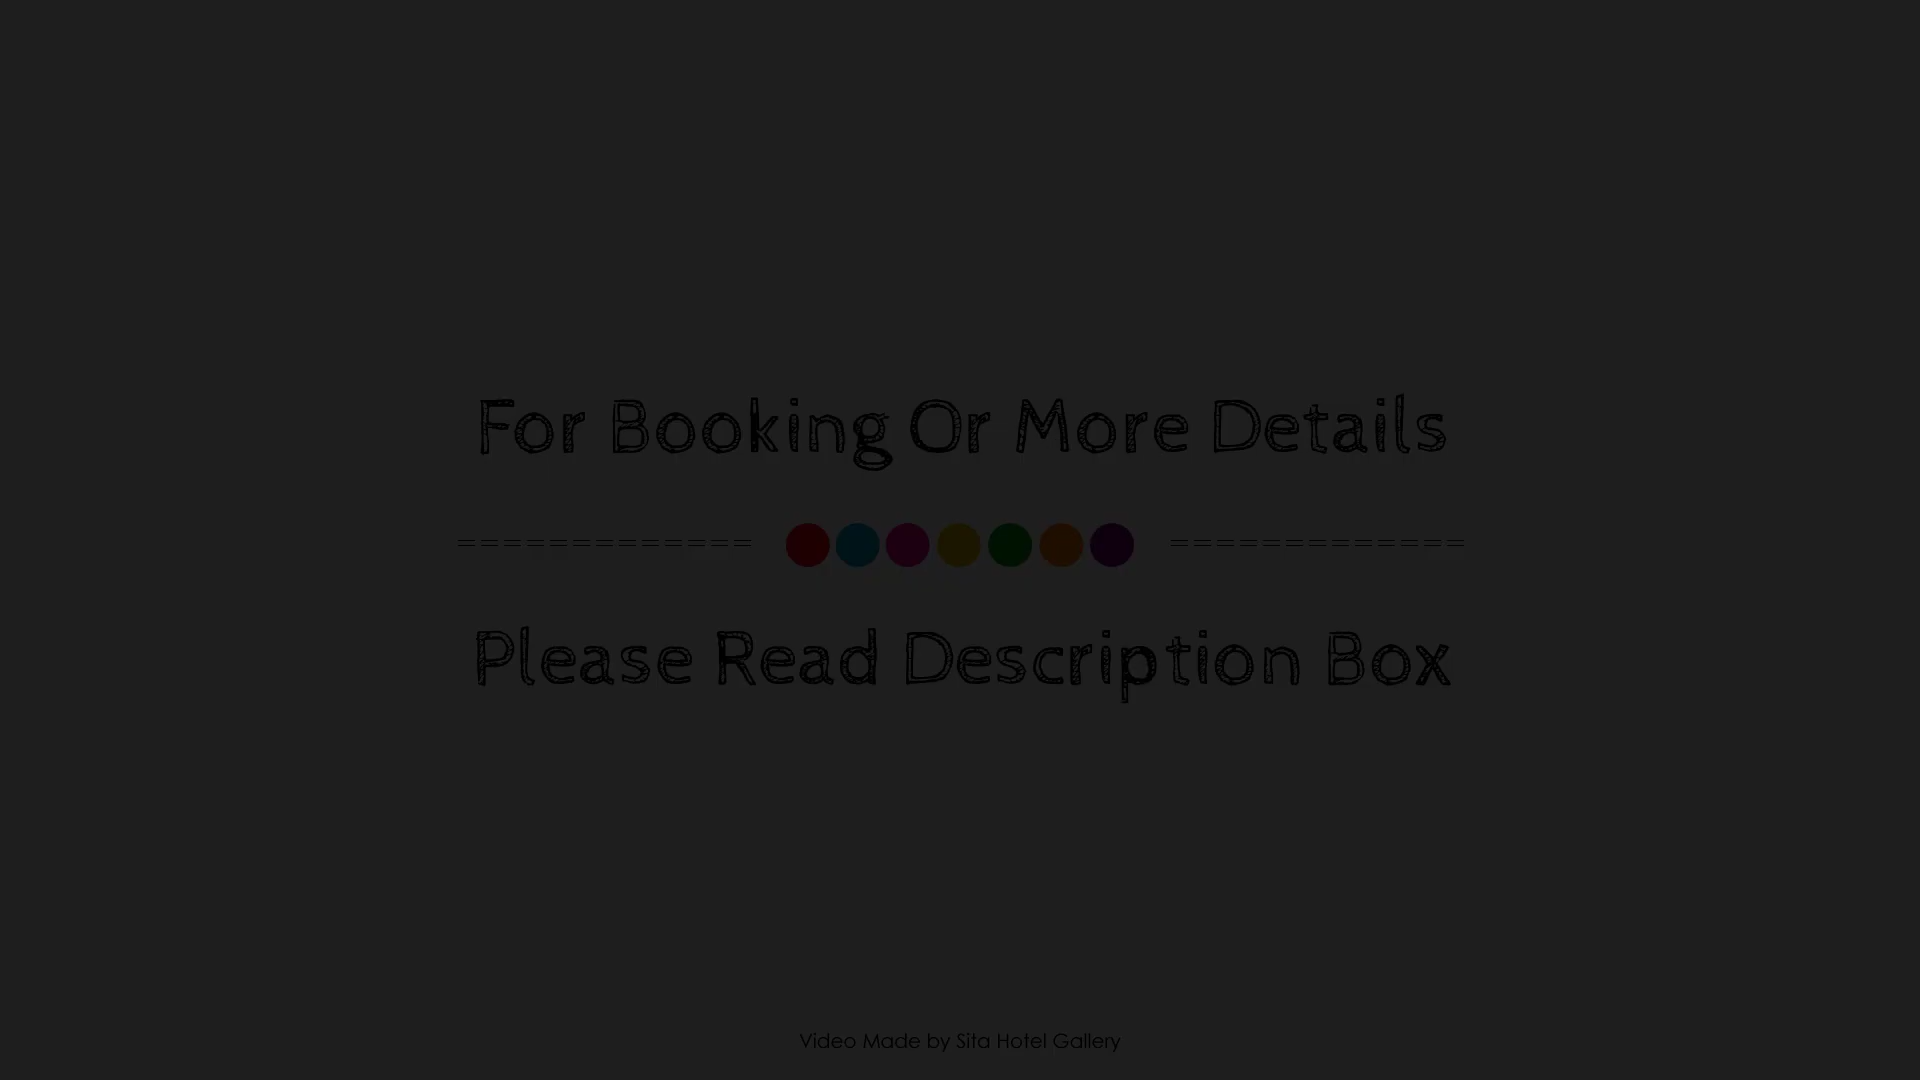 For Booking Or More Details
============= =============
Please Read Description Box
Video Made by Sita Hotel Gallery